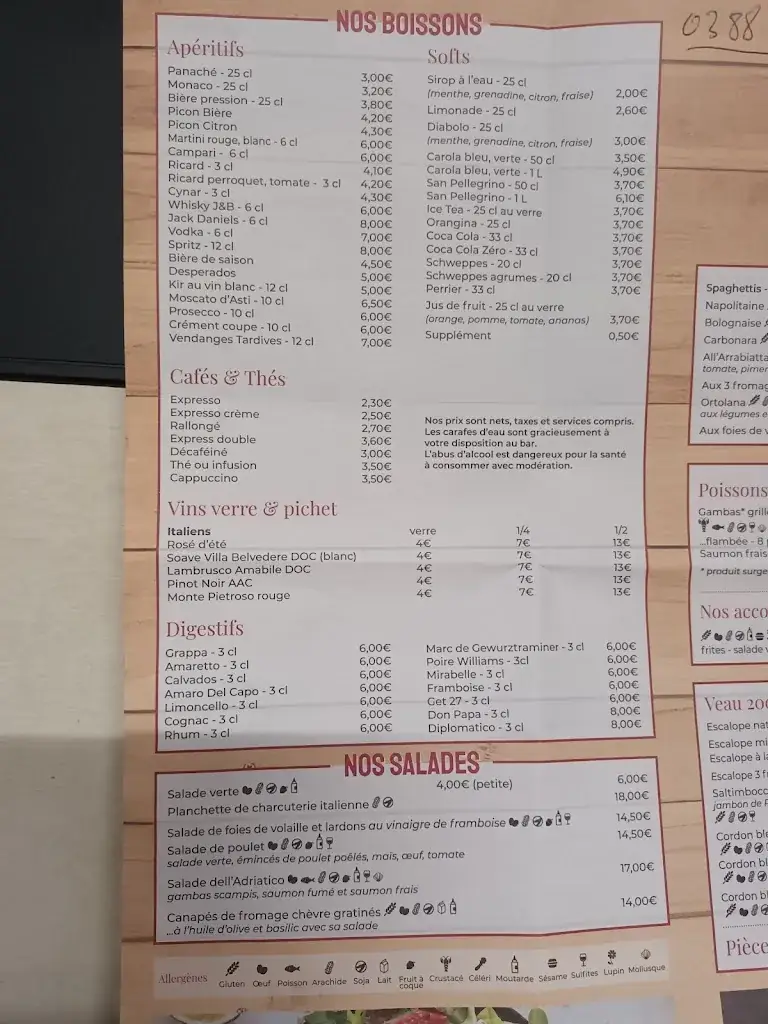 NOS BOISSONS
0388
Apéritifs
Panaché - 25 cl 3,00€
Monaco - 25 cl 3,20€
Bière pression - 25 cl 3,80€
Picon Bière 4,20€
Picon Citron 4,30€
Martini rouge, blanc - 6 cl 6,00€
Campari - 6 cl 6,00€
Ricard - 3 cl 4,10€
Ricard perroquet, tomate - 3 cl 4,20€
Cynar - 3 cl 4,30€
Whisky J&B - 6 cl 6,00€
Jack Daniels - 6 cl 8,00€
Vodka - 6 cl 7,00€
Spritz - 12 cl 8,00€
Bière de saison 4,50€
Desperados 5,00€
Kir au vin blanc - 12 cl 5,00€
Moscato d'Asti - 10 cl 6,50€
Prosecco - 10 cl 6,00€
Crément coupe - 10 cl 6,00€
Vendanges Tardives - 12 cl 7,00€
Softs
Sirop à l'eau - 25 cl
(menthe, grenadine, citron, fraise) 2,00€
Limonade - 25 cl 2,60€
Diabolo - 25 cl
(menthe, grenadine, citron, fraise) 3,00€
Carola bleu, verte - 50 cl 3,50€
Carola bleu, verte - 1 L 4,90€
San Pellegrino - 50 cl 3,70€
San Pellegrino - 1 L 6,10€
Ice Tea - 25 cl au verre 3,70€
Orangina - 25 cl 3,70€
Coca Cola - 33 cl 3,70€
Coca Cola Zéro - 33 cl 3,70€
Schweppes - 20 cl 3,70€
Schweppes agrumes - 20 cl 3,70€
Perrier - 33 cl 3,70€
Jus de fruit - 25 cl au verre
(orange, pomme, tomate, ananas) 3,70€
Supplément 0,50€
Cafés & Thés
Expresso 2,30€
Expresso crème 2,50€
Rallongé 2,70€
Express double 3,60€
Décaféiné 3,00€
Thé ou infusion 3,50€
Cappuccino 3,50€
Nos prix sont nets, taxes et services compris.
Les carafes d'eau sont gracieusement à
votre disposition au bar.
L'abus d'alcool est dangereux pour la santé
à consommer avec modération.
Vins verre & pichet
Italiens verre 1/4 1/2
Rosé d'été 4€ 7€ 13€
Soave Villa Belvedere DOC (blanc) 4€ 7€ 13€
Lambrusco Amabile DOC 4€ 7€ 13€
Pinot Noir AAC 4€ 7€ 13€
Monte Pietroso rouge 4€ 7€ 13€
Digestifs
Grappa - 3 cl 6,00€
Amaretto - 3 cl 6,00€
Calvados - 3 cl 6,00€
Amaro Del Capo - 3 cl 6,00€
Limoncello - 3 cl 6,00€
Cognac - 3 cl 6,00€
Rhum - 3 cl 6,00€
Marc de Gewurztraminer - 3 cl 6,00€
Poire Williams - 3cl 6,00€
Mirabelle - 3 cl 6,00€
Framboise - 3 cl 6,00€
Get 27 - 3 cl 6,00€
Don Papa - 3 cl 8,00€
Diplomatico - 3 cl 8,00€
NOS SALADES
Salade verte 4,00€ (petite) 6,00€
Planchette de charcuterie italienne 18,00€
Salade de foies de volaille et lardons au vinaigre de framboise 14,50€
Salade de poulet 14,50€
salade verte, émincés de poulet poêlés, maïs, œuf, tomate
Salade dell'Adriatico 17,00€
gambas scampis, saumon fumé et saumon frais
Canapés de fromage chèvre gratinés 14,00€
...à l'huile d'olive et basilic avec sa salade
Allergènes
Gluten Œuf Poisson Arachide Soja Lait Fruit à coque Crustacé Céléri Moutarde Sésame Sulfites Lupin Mollusque
Spaghettis -
Napolitaine
Bolognaise
Carbonara
All'Arrabiatta
tomate, pimen
Aux 3 fromag
Ortolana
aux légumes e
Aux foies de v
Poissons
Gambas* grill
...flambée - 8
Saumon frais
* produit surge
Nos acco
frites - salade v
Veau 200
Escalope nat
Escalope mi
Escalope à la
Escalope 3 f
Saltimbocc
jambon de P
Cordon ble
Cordon bl
Cordon bl
Pièce